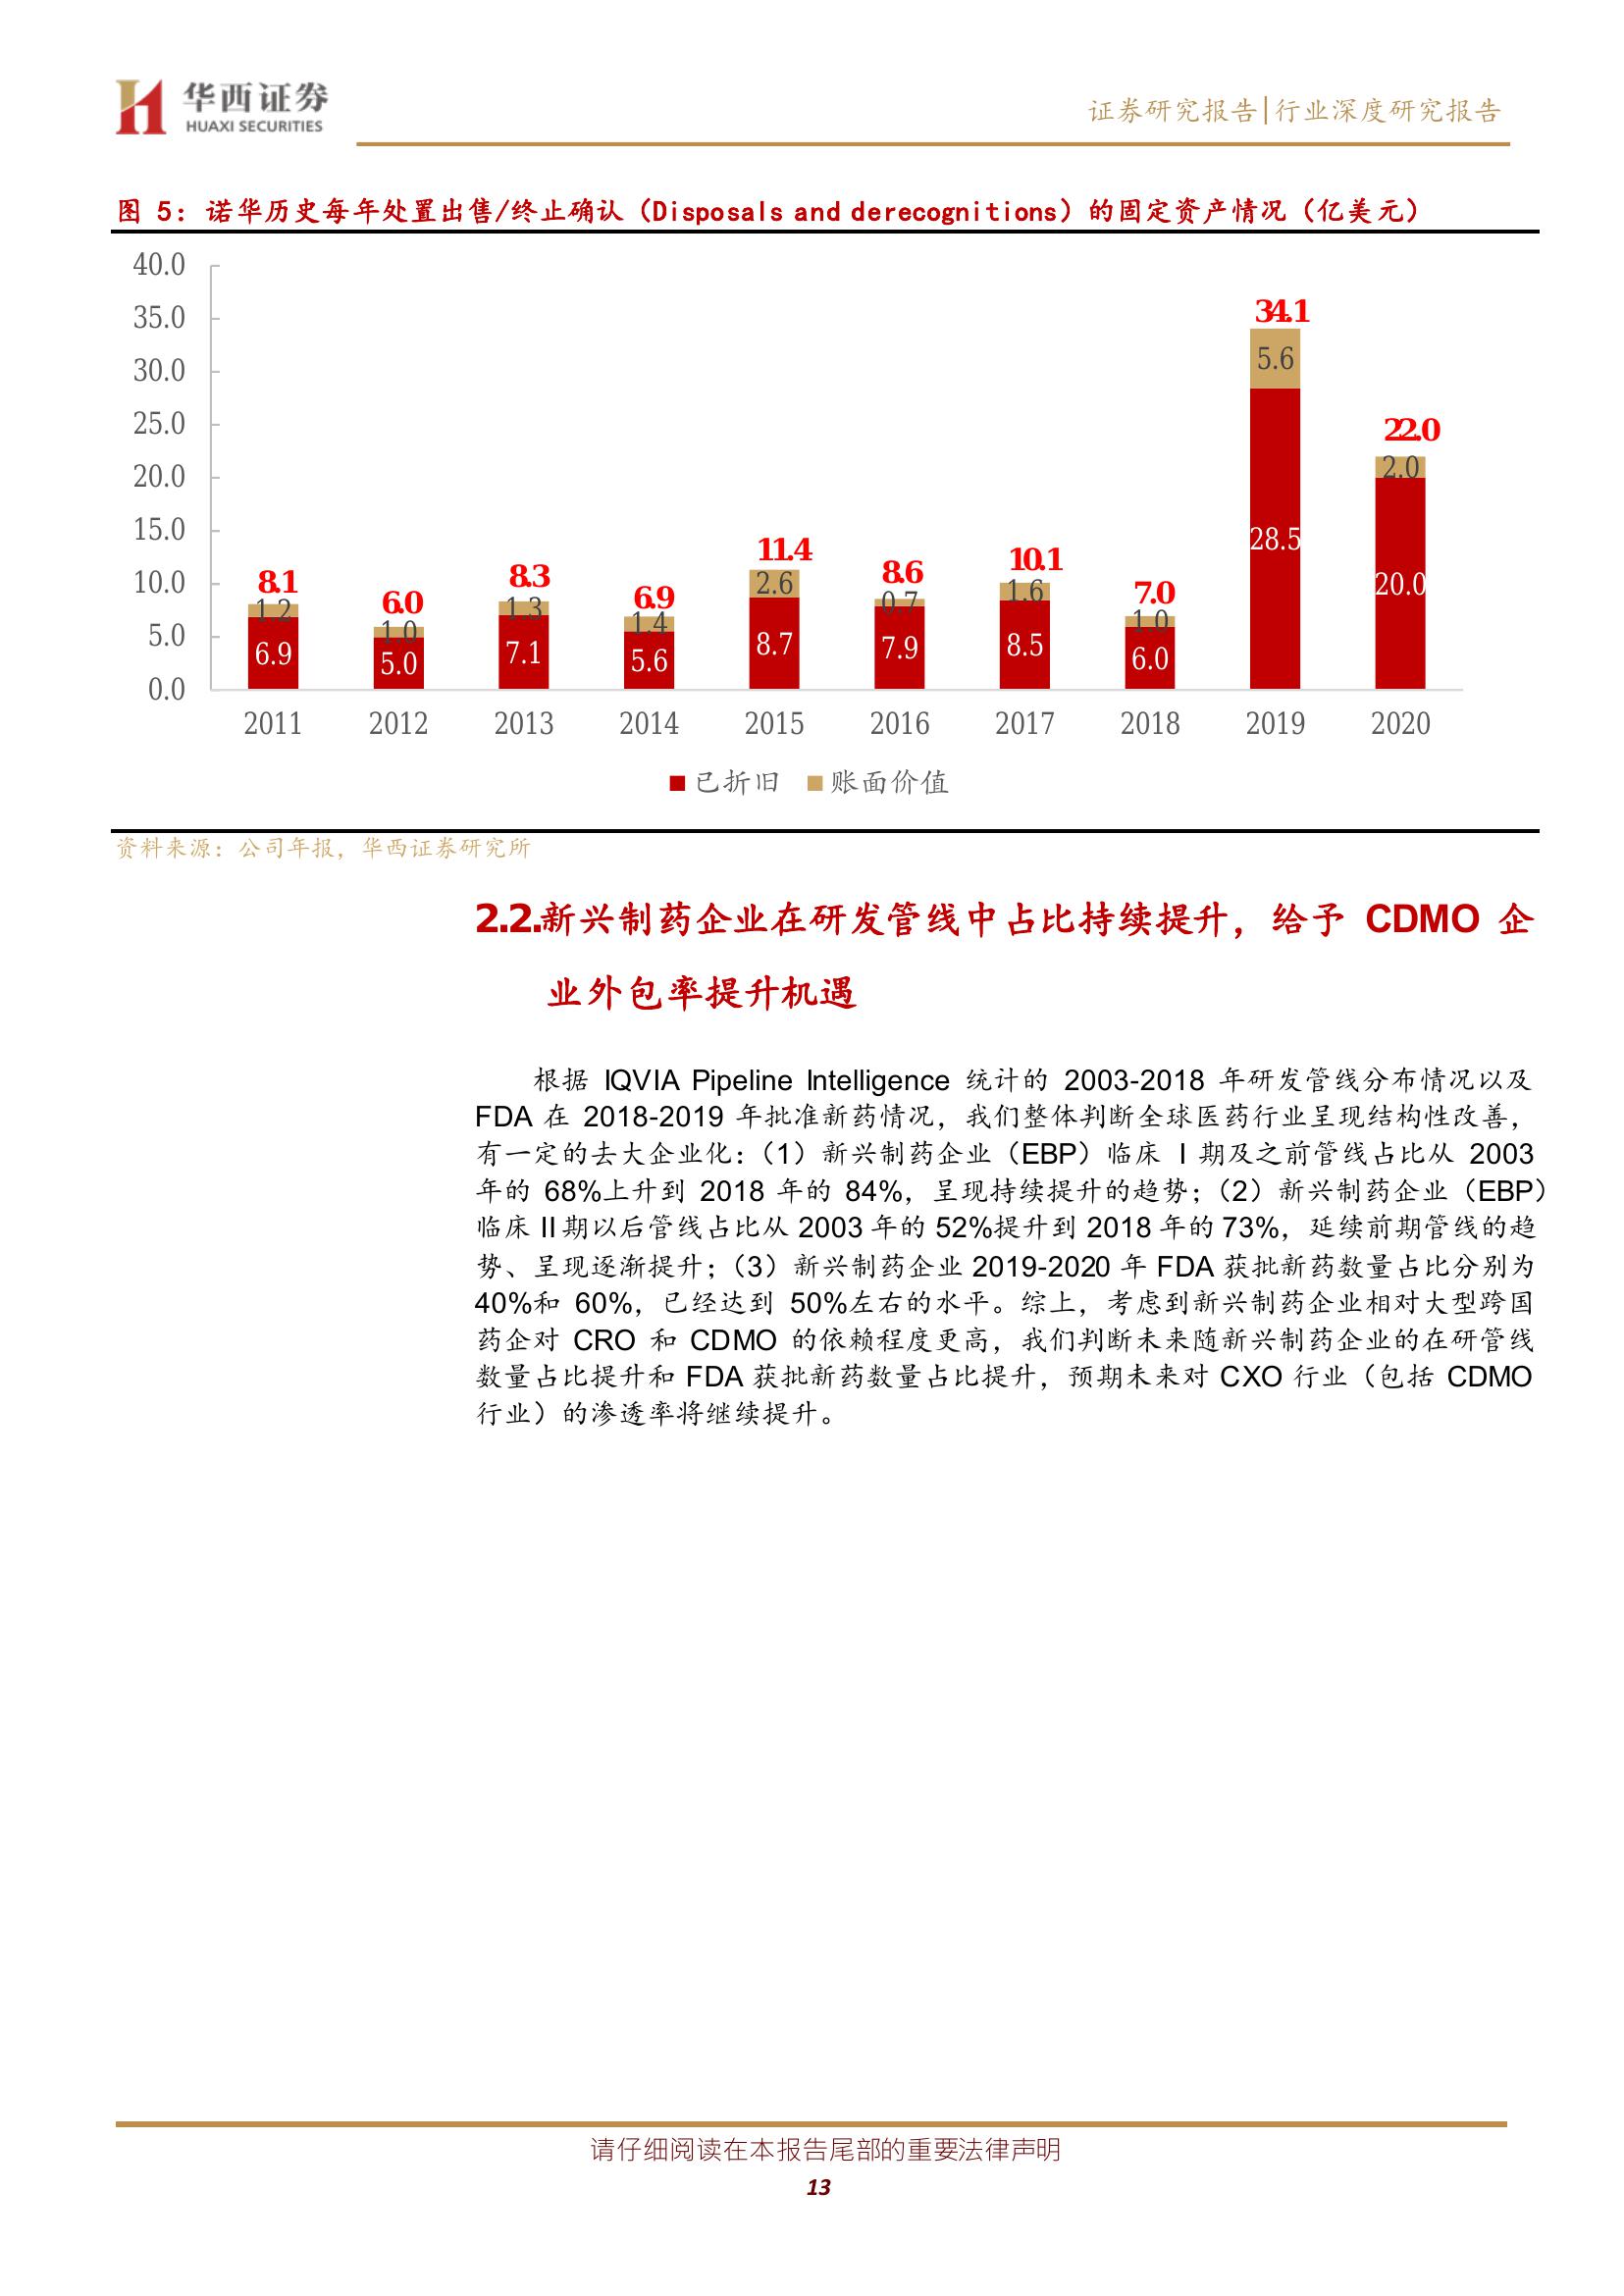 华西证券
HUAXI SECURITIES
证券研究报告|行业深度研究报告
图 5：诺华历史每年处置出售/终止确认（Disposals and derecognitions）的固定资产情况（亿美元）
40.0
35.0
30.0
25.0
20.0
15.0
10.0
5.0
0.0
8.1
1.2
6.9
6.0
1.0
5.0
8.3
1.3
7.1
6.9
1.4
5.6
11.4
2.6
8.7
8.6
0.7
7.9
10.1
1.6
8.5
7.0
1.0
6.0
34.1
5.6
28.5
22.0
2.0
20.0
2011 2012 2013 2014 2015 2016 2017 2018 2019 2020
已折旧 账面价值
资料来源：公司年报，华西证券研究所
2.2.新兴制药企业在研发管线中占比持续提升，给予 CDMO 企
业外包率提升机遇
根据 IQVIA Pipeline Intelligence 统计的 2003-2018 年研发管线分布情况以及
FDA 在 2018-2019 年批准新药情况，我们整体判断全球医药行业呈现结构性改善，
有一定的去大企业化：（1）新兴制药企业（EBP）临床 I 期及之前管线占比从 2003
年的 68%上升到 2018 年的 84%，呈现持续提升的趋势；（2）新兴制药企业（EBP）
临床 II 期以后管线占比从 2003 年的 52%提升到 2018 年的 73%，延续前期管线的趋
势、呈现逐渐提升；（3）新兴制药企业 2019-2020 年 FDA 获批新药数量占比分别为
40%和 60%，已经达到 50%左右的水平。综上，考虑到新兴制药企业相对大型跨国
药企对 CRO 和 CDMO 的依赖程度更高，我们判断未来随新兴制药企业的在研管线
数量占比提升和 FDA 获批新药数量占比提升，预期未来对 CXO 行业（包括 CDMO
行业）的渗透率将继续提升。
请仔细阅读在本报告尾部的重要法律声明
13